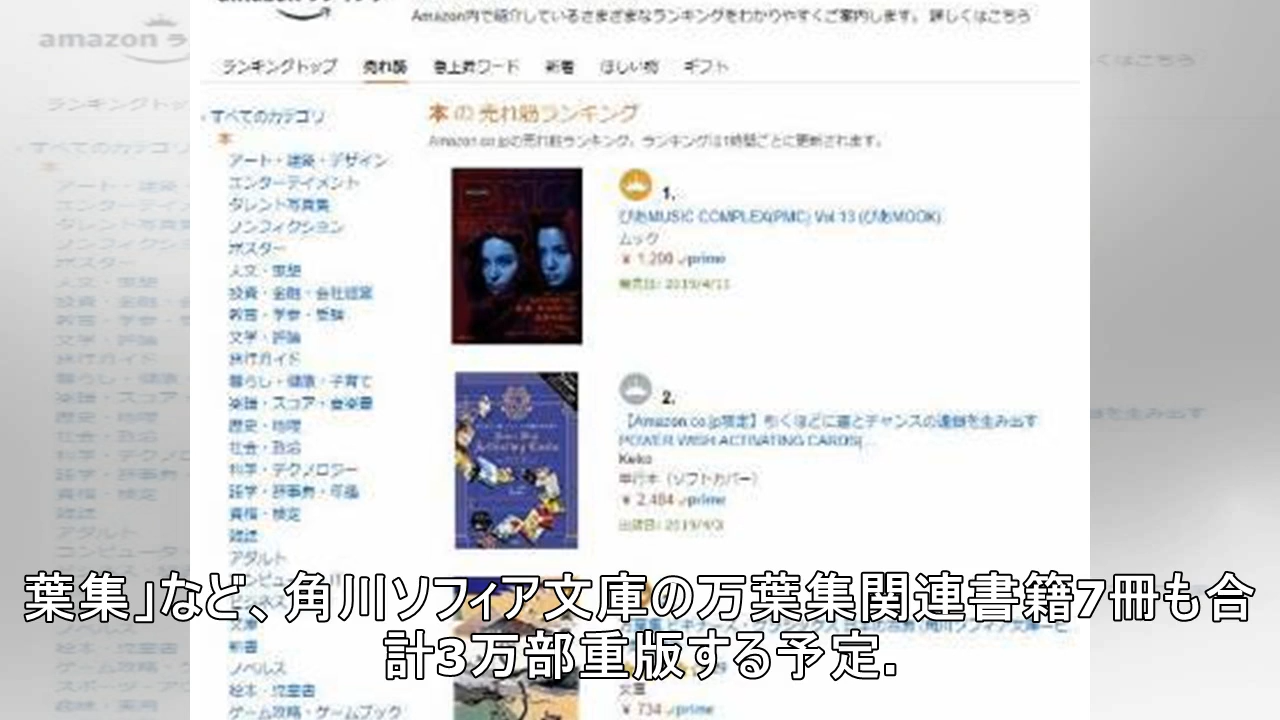 Amazon内で紹介しているさまざまなランキングをわかりやすくご案内します。 詳しくはこちら
ランキングトップ 売れ筋 急上昇ワード 新着 ほしい物 ギフト
すべてのカテゴリ
本
アート・建築・デザイン
エンターテイメント
タレント写真集
ノンフィクション
ポスター
人文・思想
投資・金融・会社経営
教育・学参・受験
文学・評論
旅行ガイド
暮らし・健康・子育て
楽譜・スコア・音楽書
歴史・地理
社会・政治
科学・テクノロジー
語学・辞事典・年鑑
資格・検定
雑誌
アダルト
新書
ノベルス
絵本・児童書
ゲーム攻略・ゲームブック
本 の 売れ筋ランキング
Amazon.co.jpの売れ筋ランキング。ランキングは1時間ごとに更新されます。
1.
ぴあMUSIC COMPLEX(PMC) Vol.13 (ぴあMOOK)
ムック
¥ 1,200 prime
発売日: 2019/4/11
2.
【Amazon.co.jp限定】引くほどに運とチャンスの連鎖を生み出す
POWER WISH ACTIVATING CARDS(...
Keiko
単行本（ソフトカバー）
¥ 2,484 prime
出版日: 2019/4/3
文庫
¥ 734 prime
葉集」など、角川ソフィア文庫の万葉集関連書籍7冊も合
計3万部重版する予定.